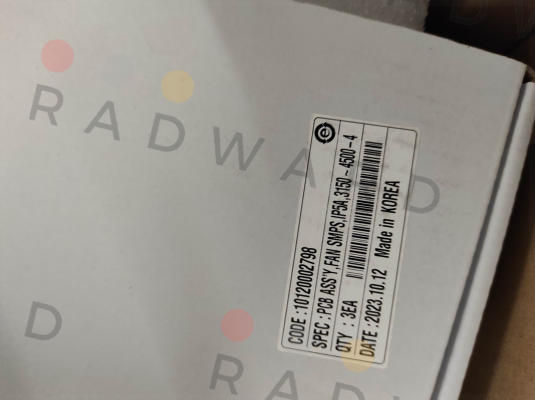 CODE :10120002798
SPEC : PCB ASS'Y,FAN SMPS,IP5A,3150~4500-4
QTY : 3EA
DATE :2023.10.12 Made in KOREA
RADWAND
D
RAD